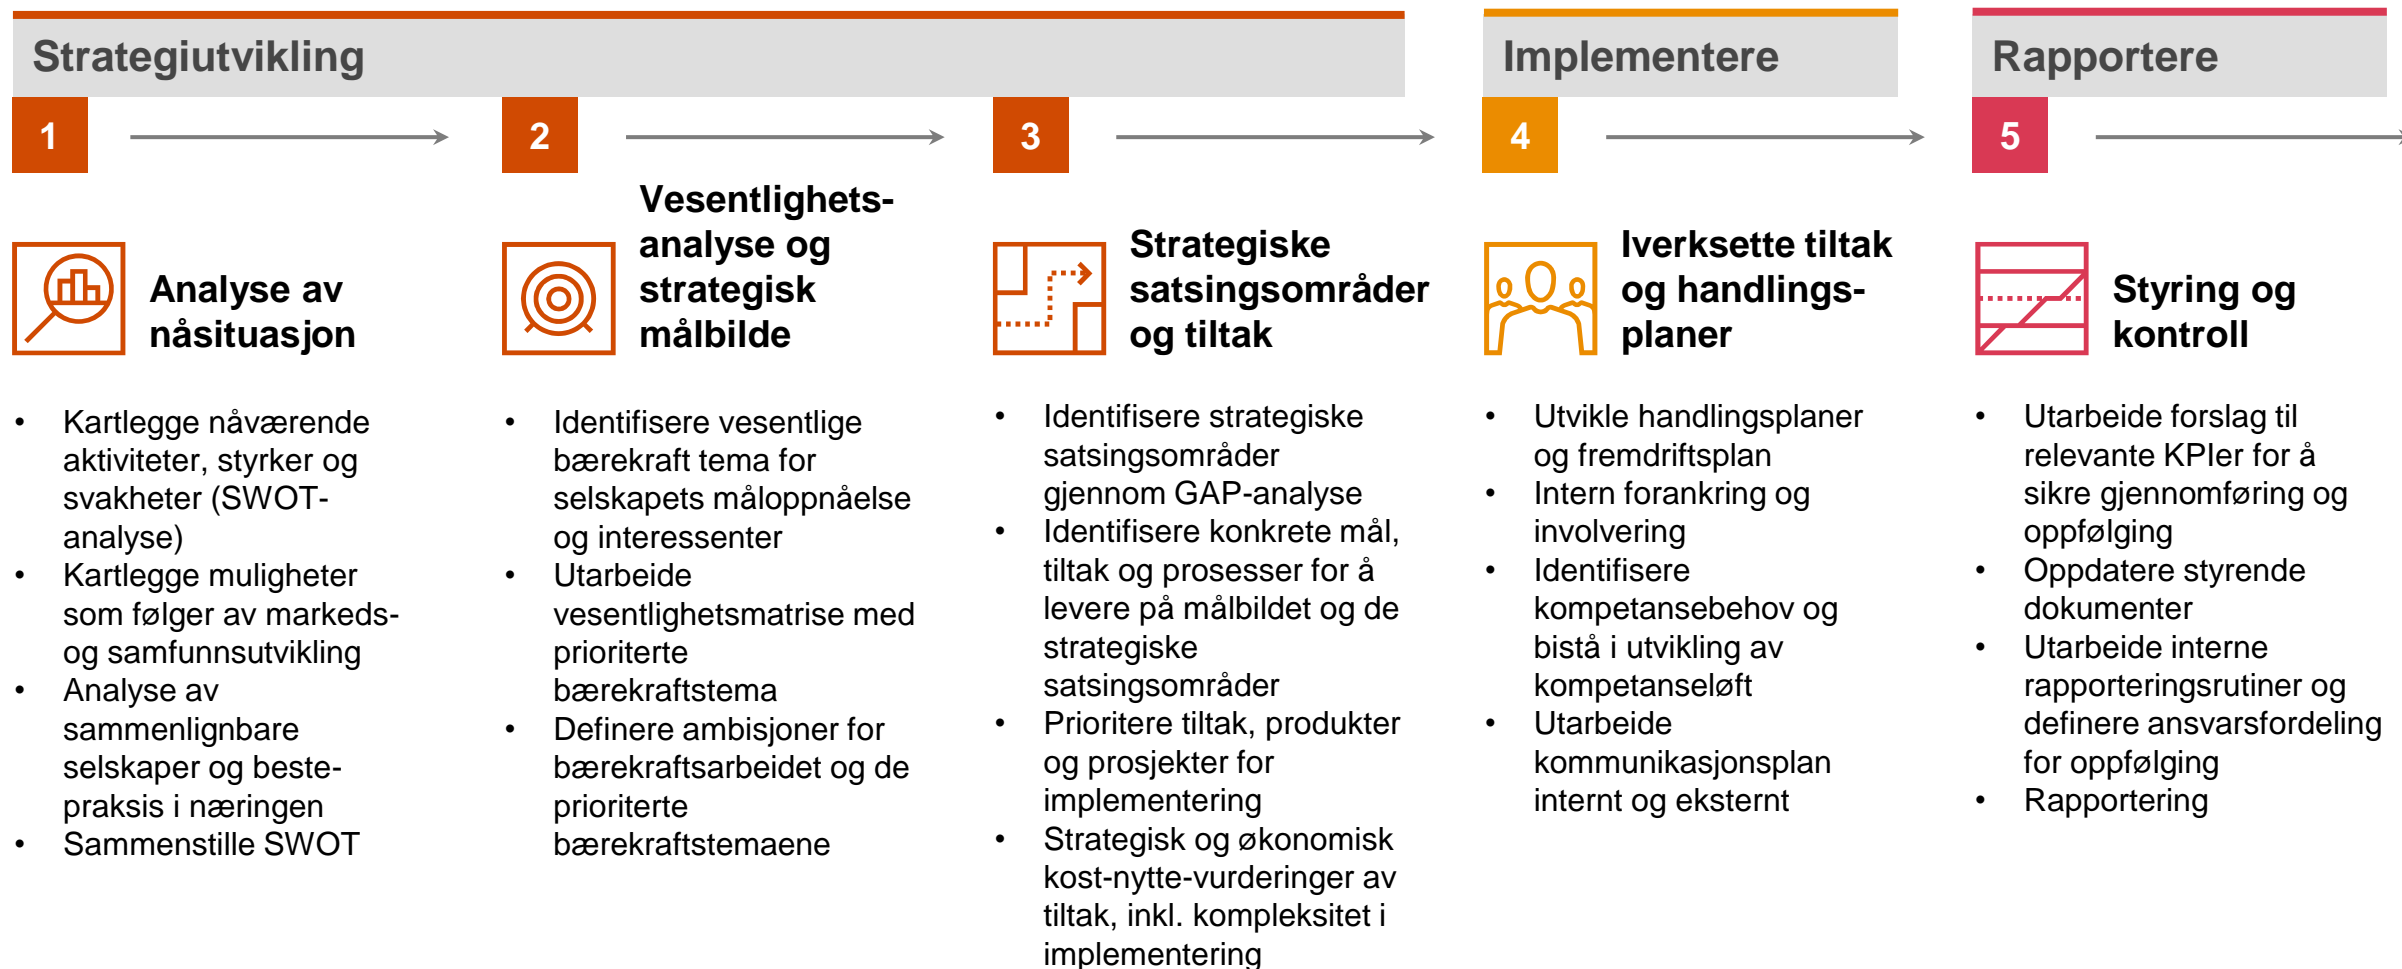 Strategiutvikling
Implementere
Rapportere
1
2
3
4
5
Analyse av
nåsituasjon
Vesentlighets-
analyse og
strategisk
målbilde
Strategiske
satsingsområder
og tiltak
Iverksette tiltak
og handlings-
planer
Styring og
kontroll
• Kartlegge nåværende
aktiviteter, styrker og
svakheter (SWOT-
analyse)
• Kartlegge muligheter
som følger av markeds-
og samfunnsutvikling
• Analyse av
sammenlignbare
selskaper og beste-
praksis i næringen
• Sammenstille SWOT
• Identifisere vesentlige
bærekraft tema for
selskapets måloppnåelse
og interessenter
• Utarbeide
vesentlighetsmatrise med
prioriterte
bærekraftstema
• Definere ambisjoner for
bærekraftsarbeidet og de
prioriterte
bærekraftstemaene
• Identifisere strategiske
satsingsområder
gjennom GAP-analyse
• Identifisere konkrete mål,
tiltak og prosesser for å
levere på målbildet og de
strategiske
satsingsområder
• Prioritere tiltak, produkter
og prosjekter for
implementering
• Strategisk og økonomisk
kost-nytte-vurderinger av
tiltak, inkl. kompleksitet i
implementering
• Utvikle handlingsplaner
og fremdriftsplan
• Intern forankring og
involvering
• Identifisere
kompetansebehov og
bistå i utvikling av
kompetanseløft
• Utarbeide
kommunikasjonsplan
internt og eksternt
• Utarbeide forslag til
relevante KPIer for å
sikre gjennomføring og
oppfølging
• Oppdatere styrende
dokumenter
• Utarbeide interne
rapporteringsrutiner og
definere ansvarsfordeling
for oppfølging
• Rapportering